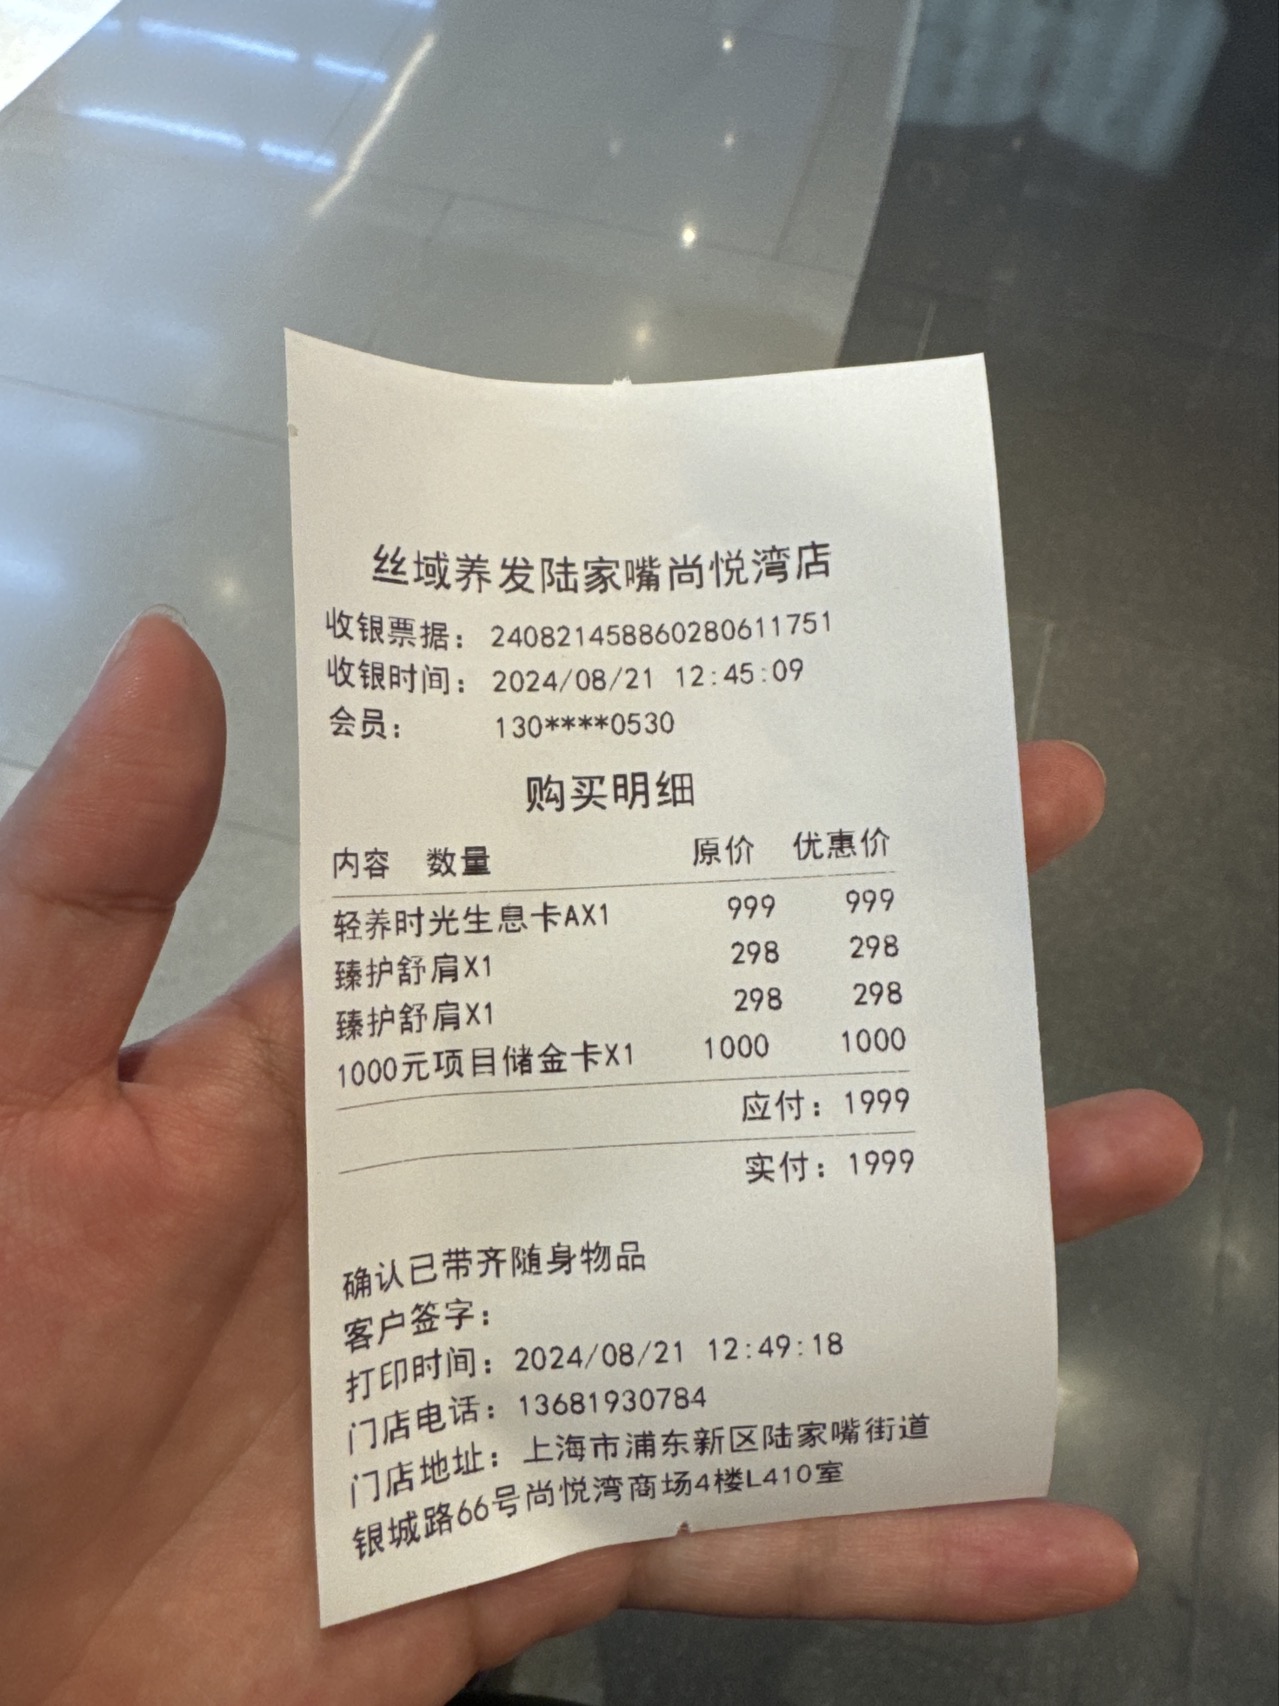 丝域养发陆家嘴尚悦湾店
收银票据: 240821458860280611751
收银时间: 2024/08/21 12:45:09
会员: 130****0530
购买明细
内容 数量 原价 优惠价
轻养时光生息卡AX1 999 999
臻护舒肩X1 298 298
臻护舒肩X1 298 298
1000元项目储金卡X1 1000 1000
应付: 1999
实付: 1999
确认已带齐随身物品
客户签字:
打印时间: 2024/08/21 12:49:18
门店电话: 13681930784
门店地址: 上海市浦东新区陆家嘴街道
银城路66号尚悦湾商场4楼L410室